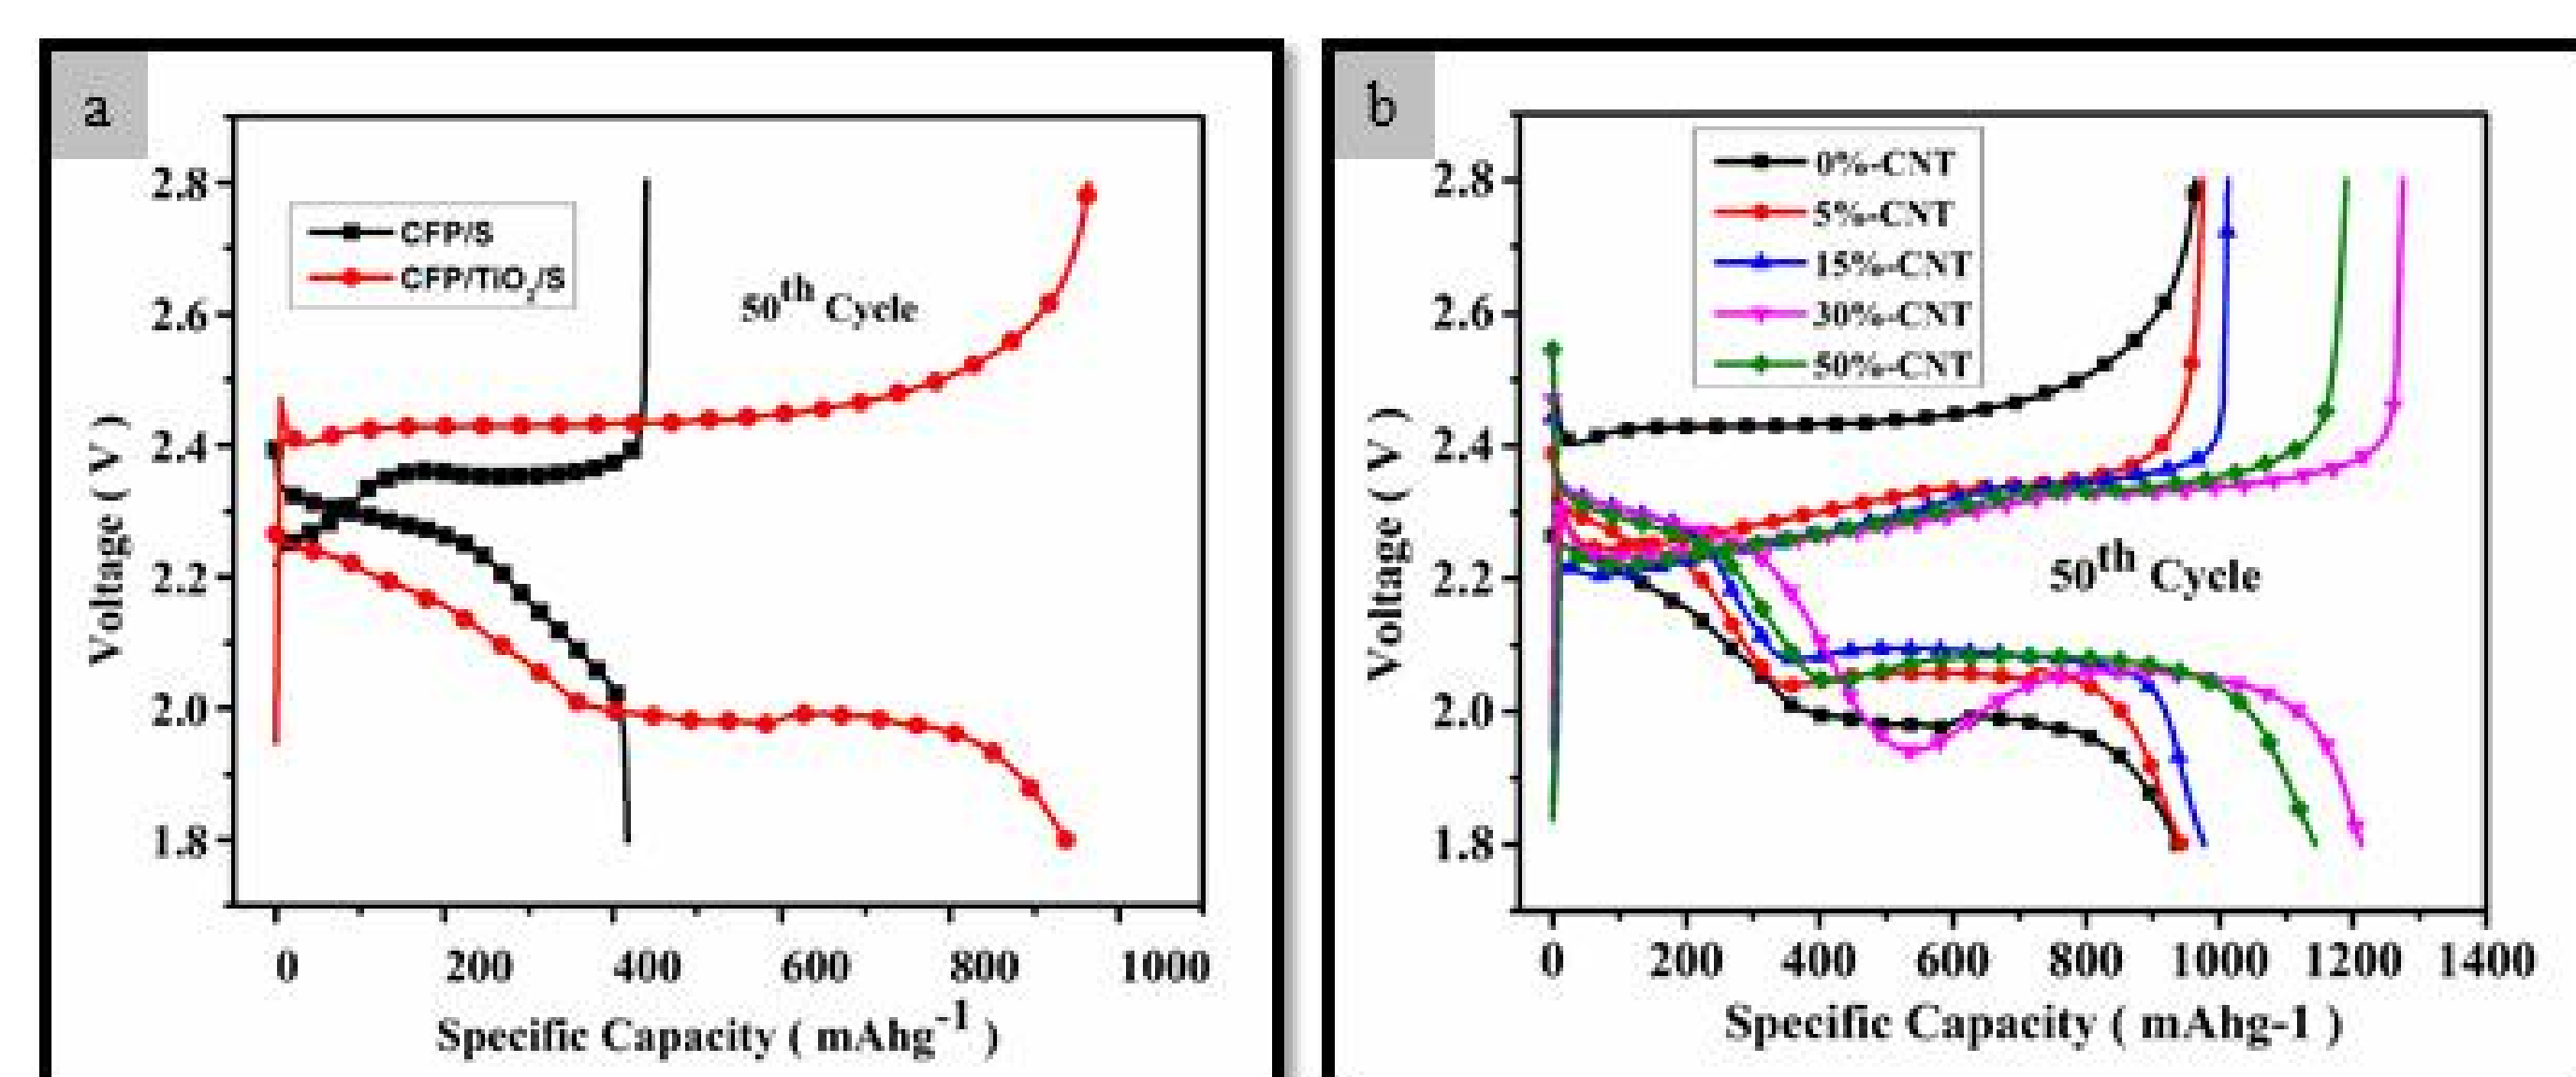 a
2.8
2.6
2.4
2.2
2.0
1.8
Voltage ( V )
CFP/S
CFP/TiO2/S
50th Cycle
0 200 400 600 800 1000
Specific Capacity ( mAhg-1 )
b
2.8
2.6
2.4
2.2
2.0
1.8
Voltage ( V )
0%-CNT
5%-CNT
15%-CNT
30%-CNT
50%-CNT
50th Cycle
0 200 400 600 800 1000 1200 1400
Specific Capacity ( mAhg-1 )